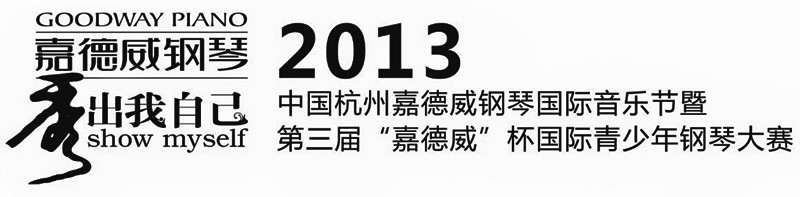 GOODWAY PIANO
嘉德威钢琴
秀出我自己
show myself
2013
中国杭州嘉德威钢琴国际音乐节暨
第三届“嘉德威”杯国际青少年钢琴大赛